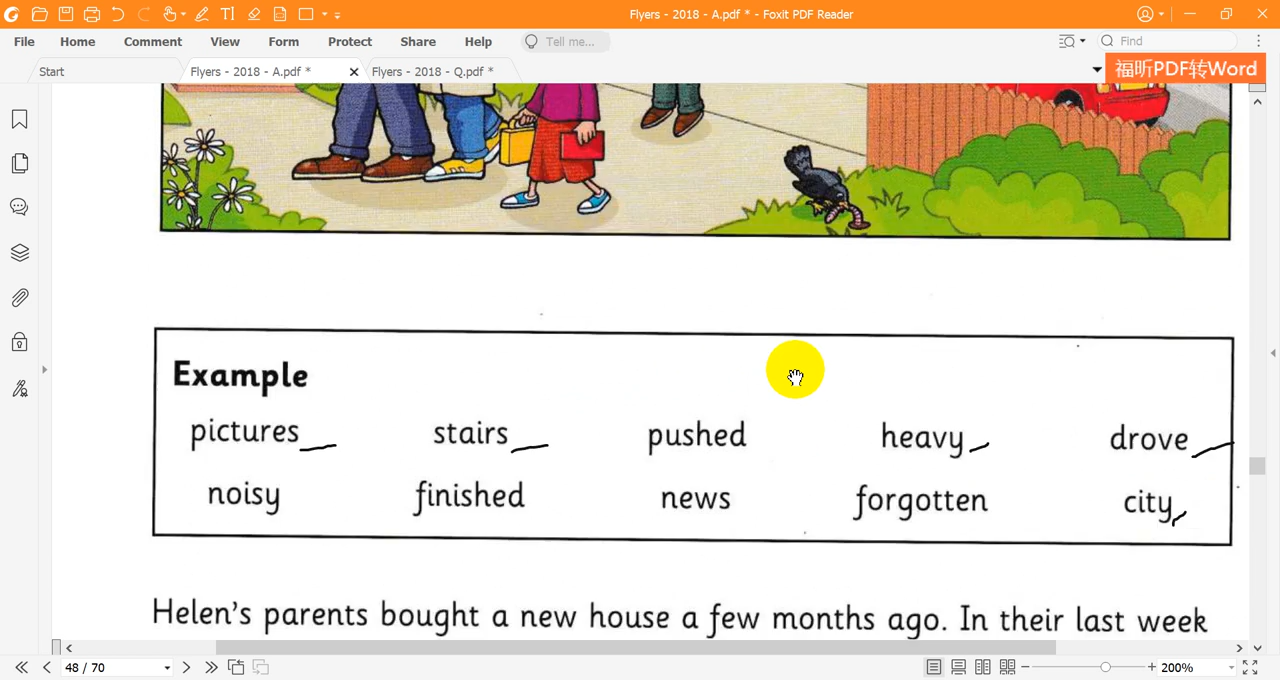 Flyers - 2018 - A.pdf * - Foxit PDF Reader
File Home Comment View Form Protect Share Help Tell me... Find
Start Flyers - 2018 - A.pdf * Flyers - 2018 - Q.pdf * 福昕PDF转Word
Example
pictures stairs pushed heavy drove
noisy finished news forgotten city
Helen's parents bought a new house a few months ago. In their last week
48 / 70 200%